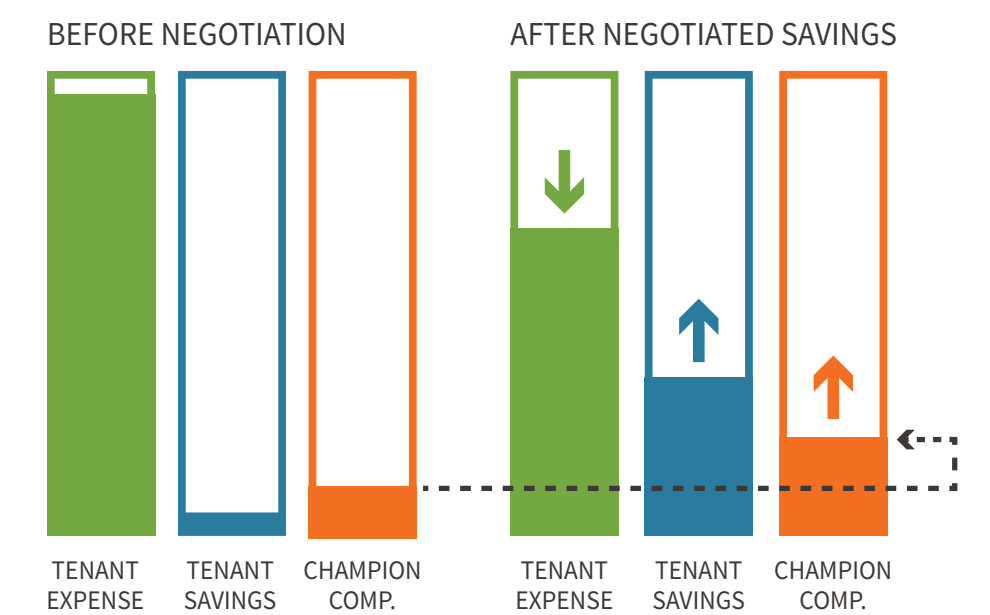 BEFORE NEGOTIATION
AFTER NEGOTIATED SAVINGS
TENANT
EXPENSE
TENANT
SAVINGS
CHAMPION
COMP.
TENANT
EXPENSE
TENANT
SAVINGS
CHAMPION
COMP.